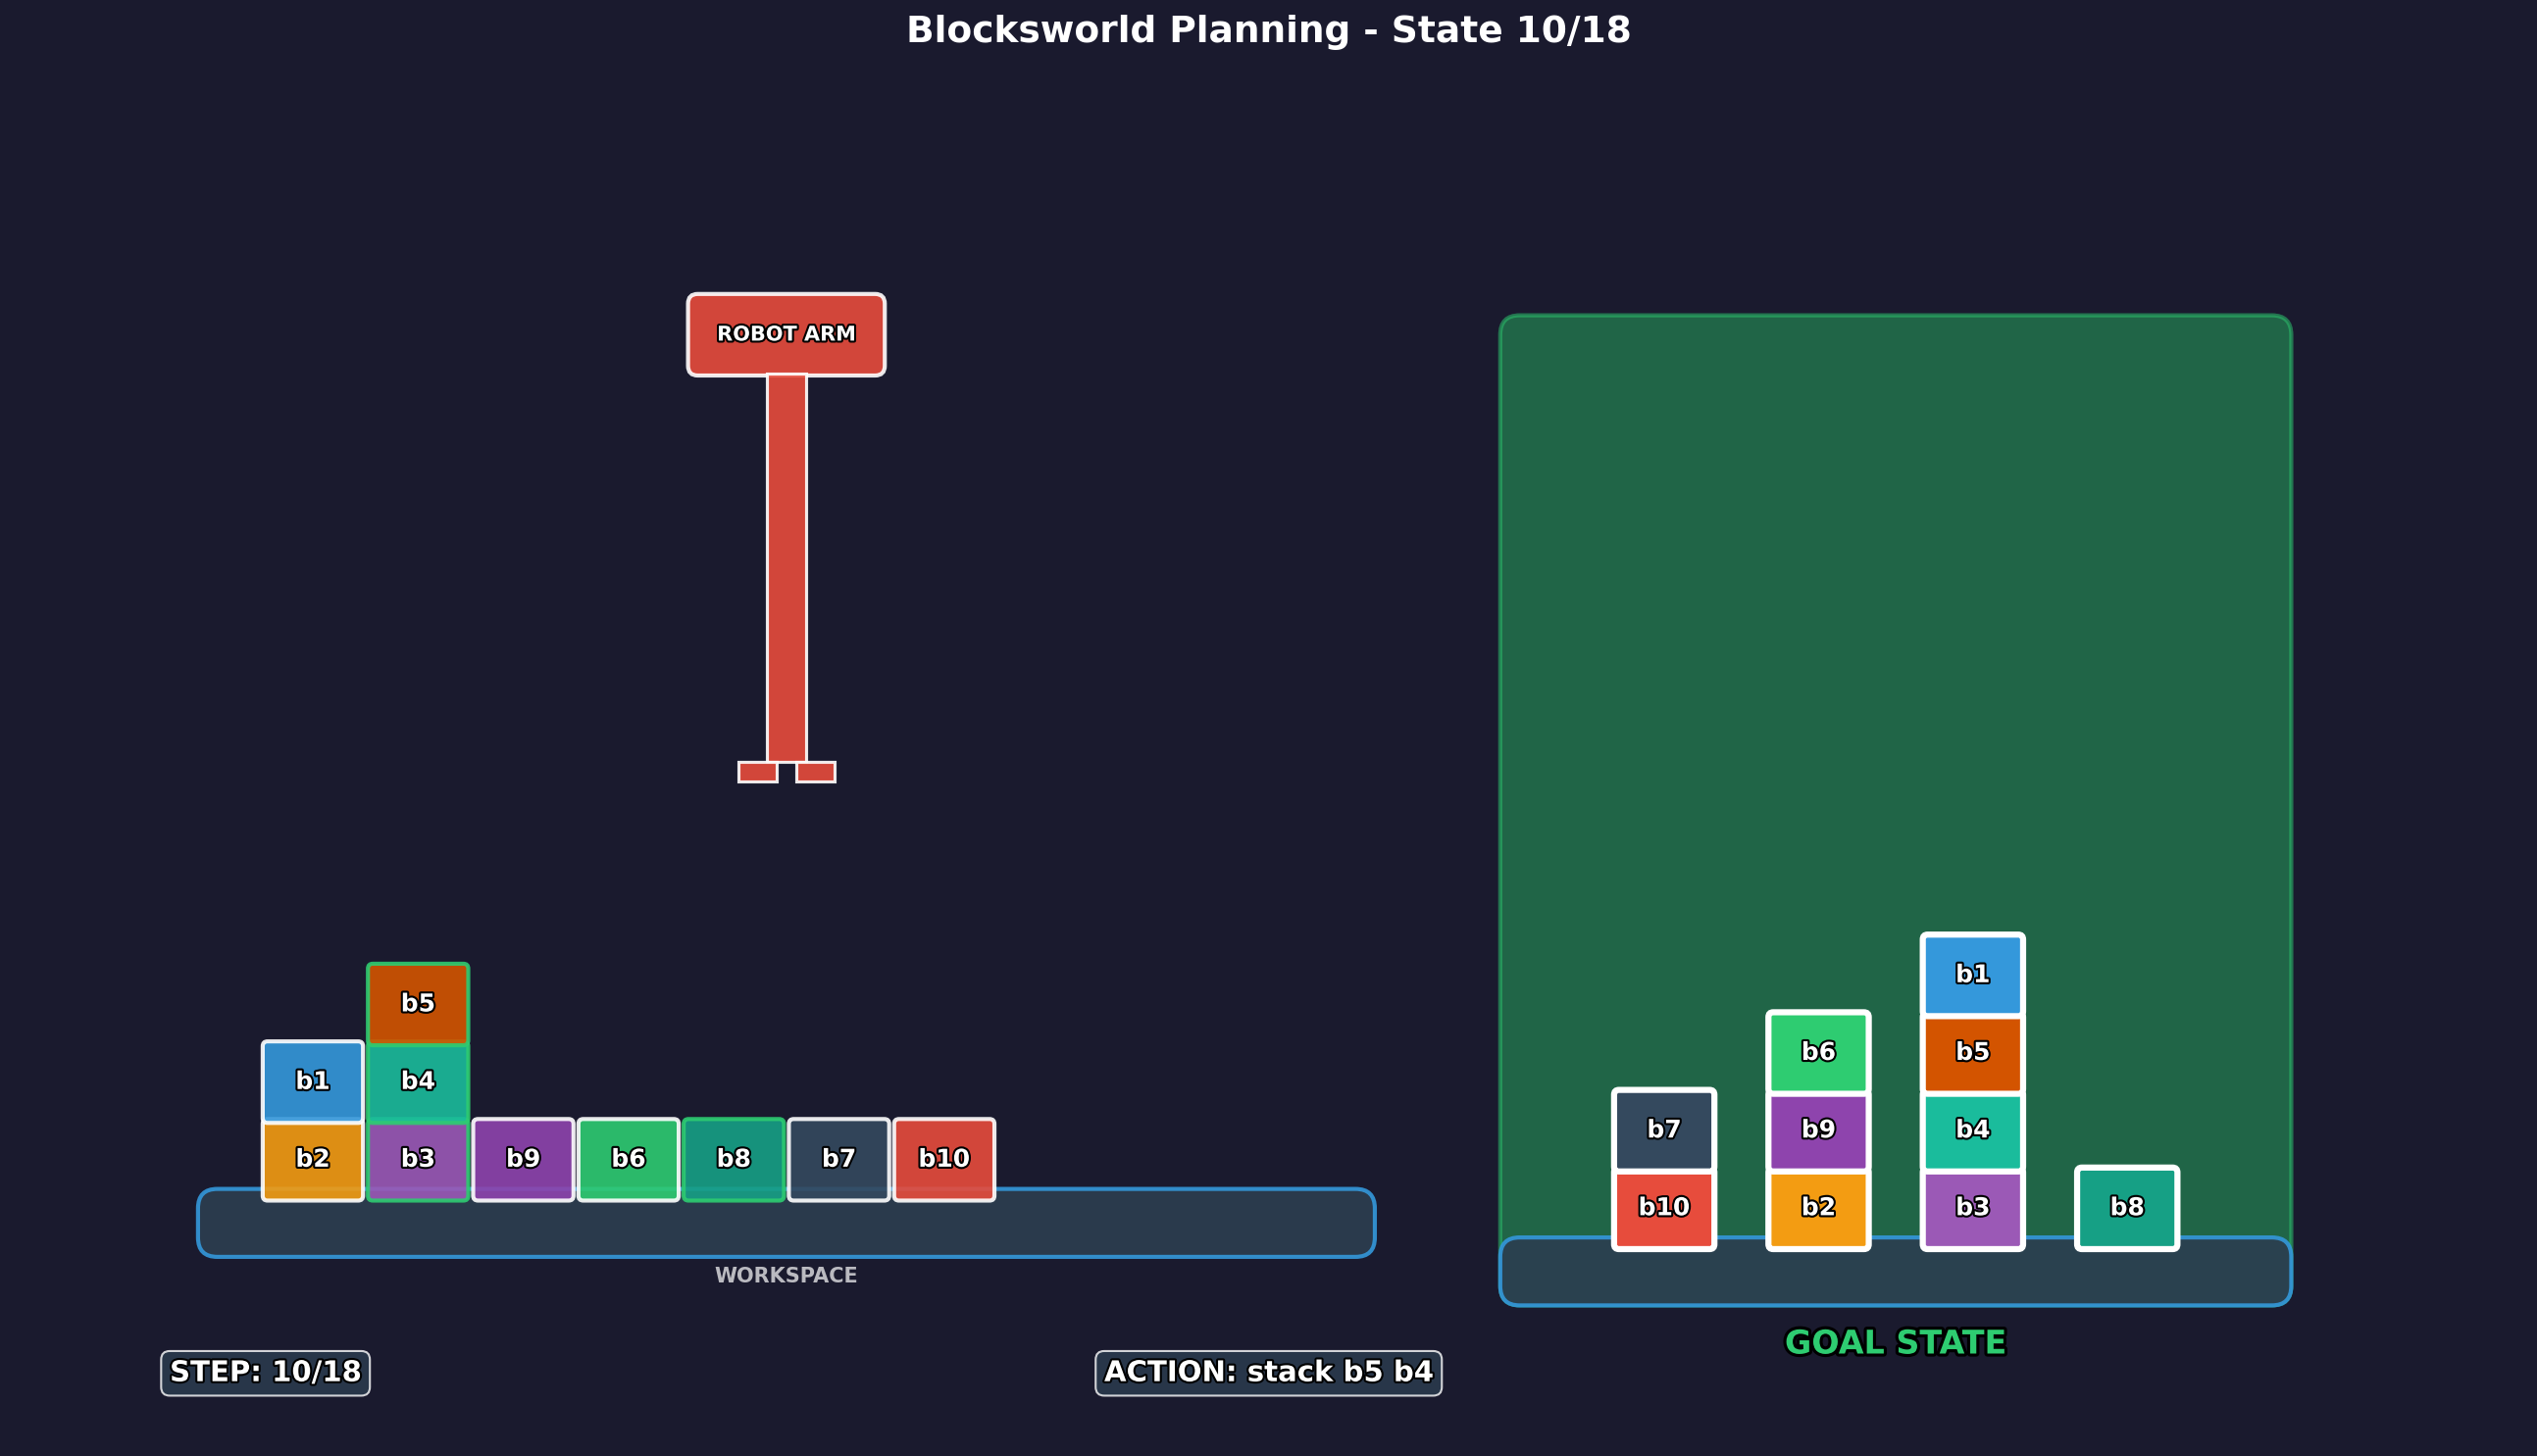 Blocksworld Planning - State 10/18
ROBOT ARM
b5
b1 b4
b2 b3 b9 b6 b8 b7 b10
WORKSPACE
b1
b6 b5
b7 b9 b4
b10 b2 b3 b8
GOAL STATE
STEP: 10/18
ACTION: stack b5 b4